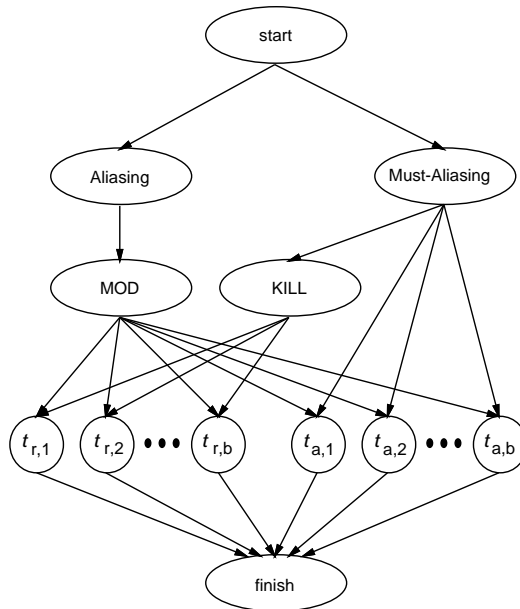 start
Aliasing Must-Aliasing
MOD KILL
t r,1 t r,2 ••• t r,b t a,1 t a,2 ••• t a,b
finish